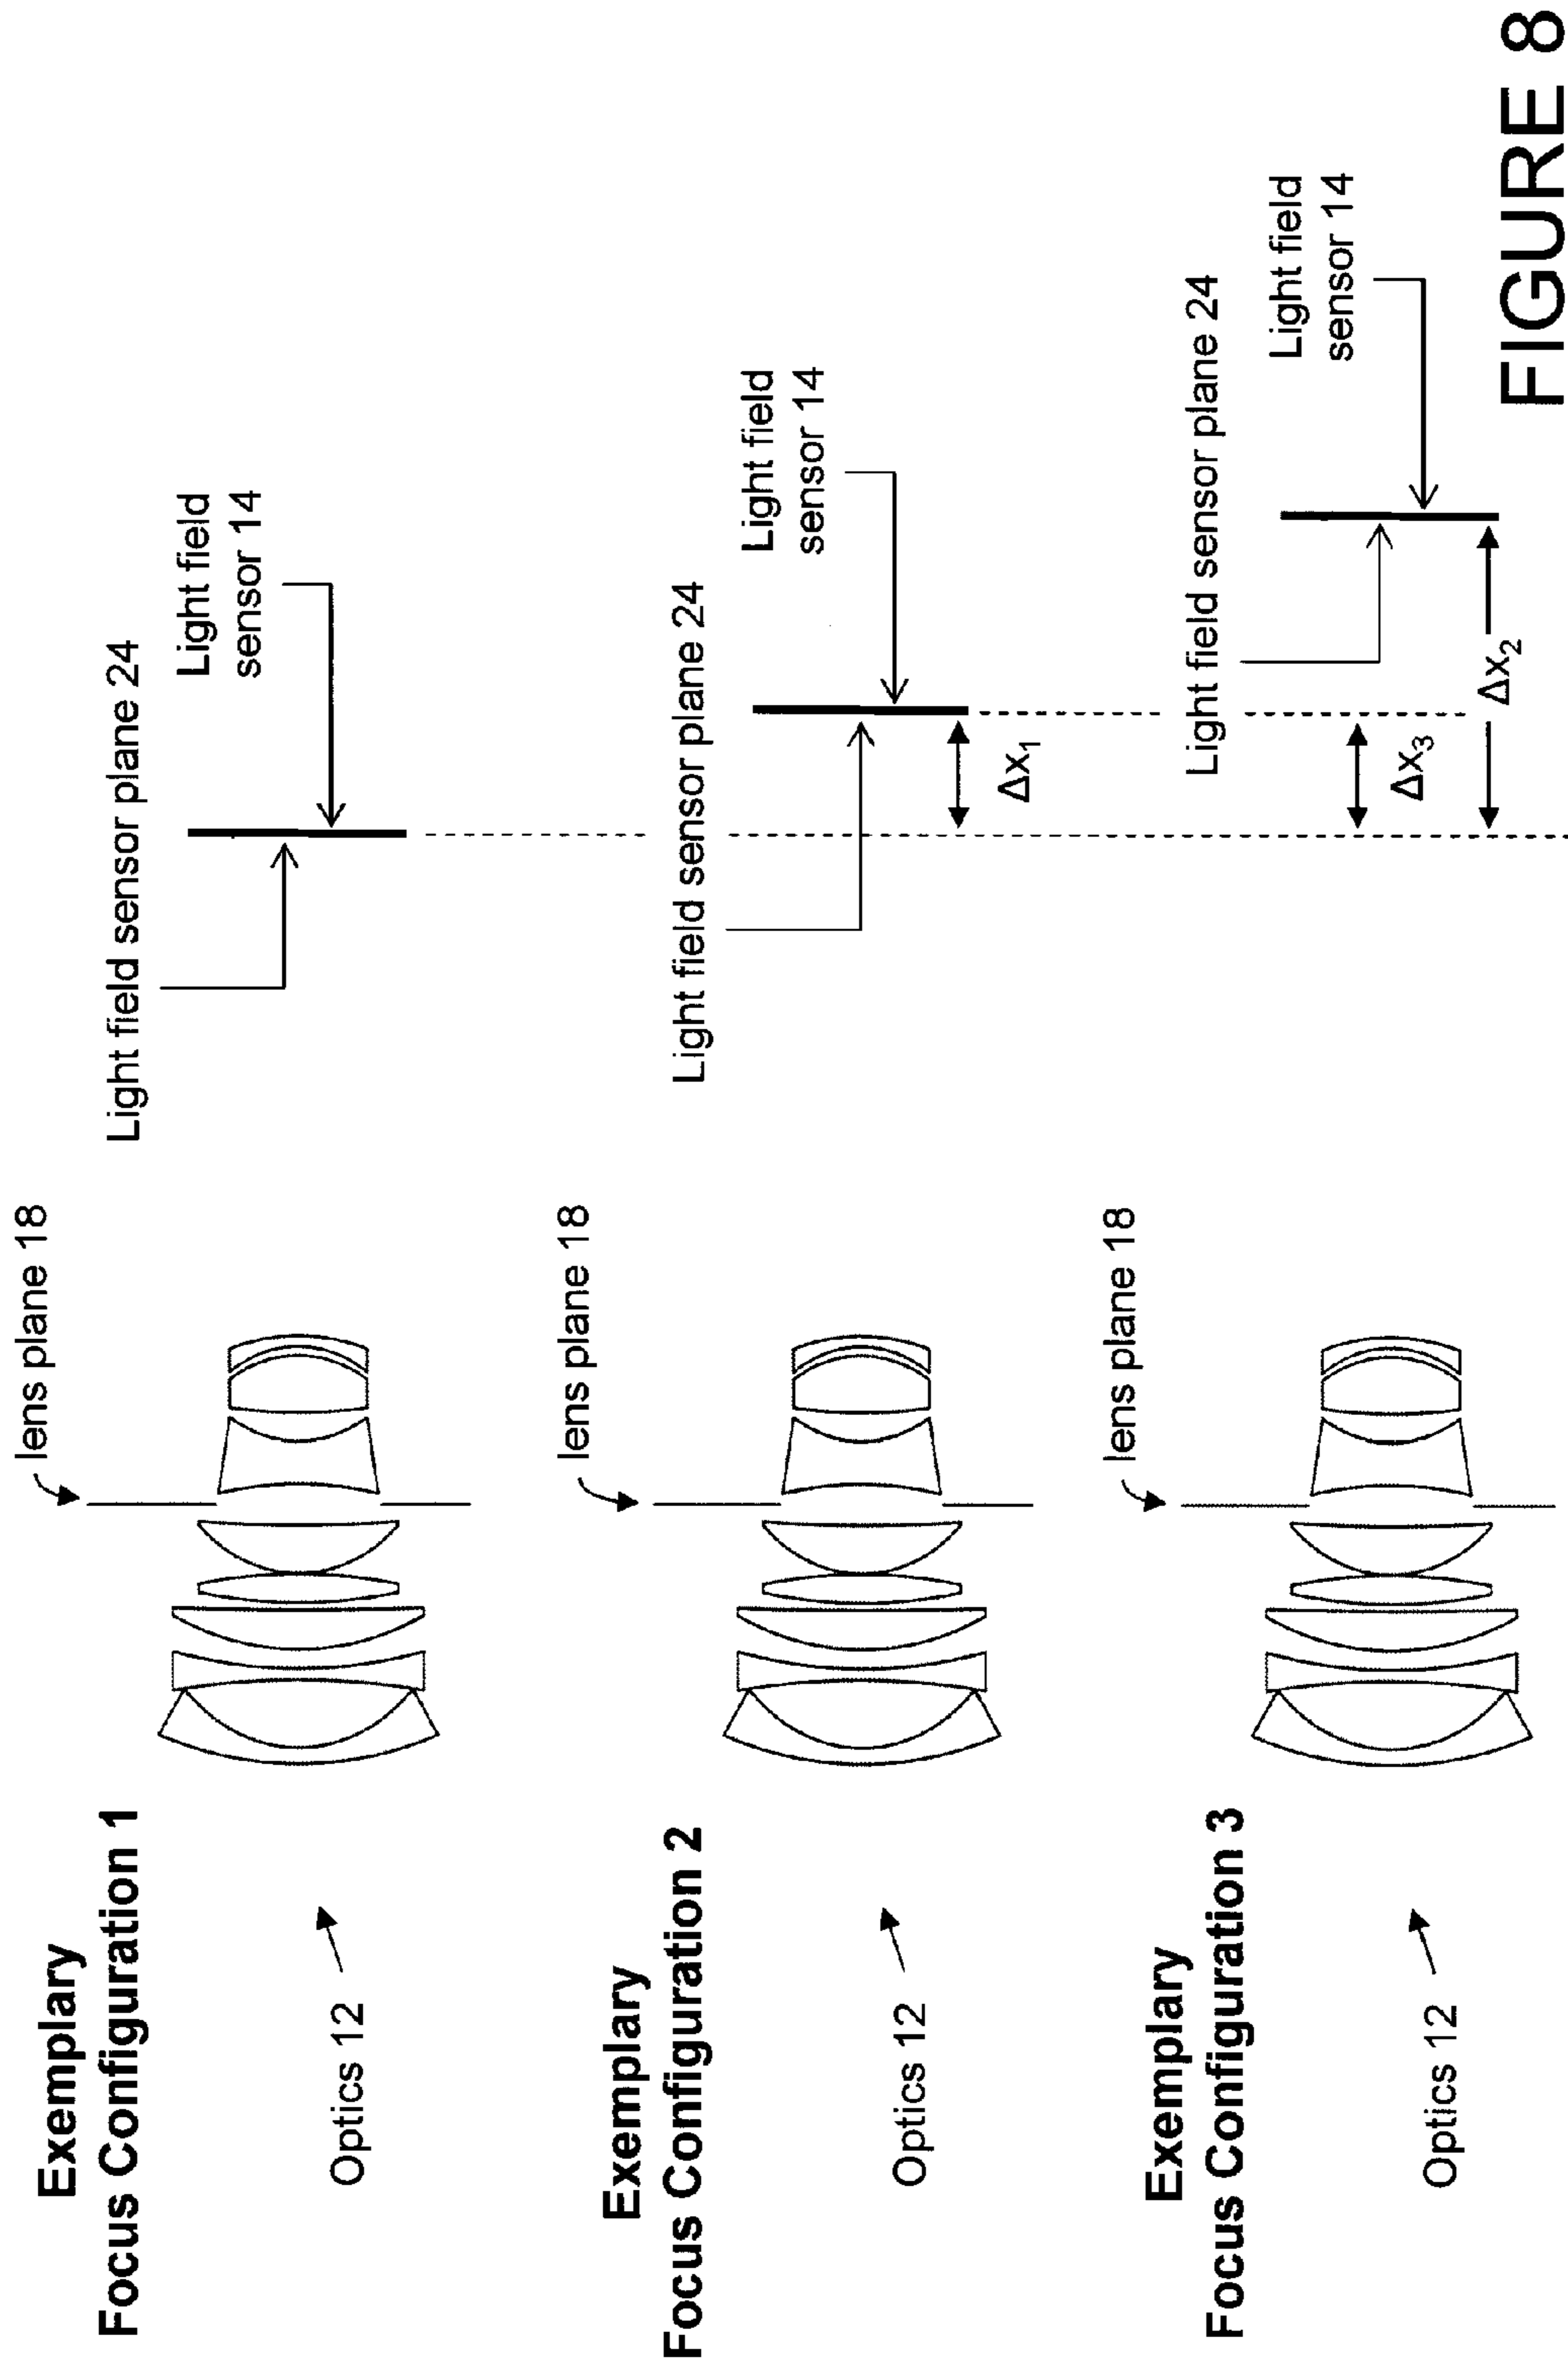 Exemplary
Focus Configuration 1
Optics 12
lens plane 18
Light field sensor plane 24
Light field
sensor 14
Exemplary
Focus Configuration 2
Optics 12
lens plane 18
Light field sensor plane 24
Light field
sensor 14
Δx₁
Exemplary
Focus Configuration 3
Optics 12
lens plane 18
Light field sensor plane 24
Light field
sensor 14
Δx₃
Δx₂
FIGURE 8